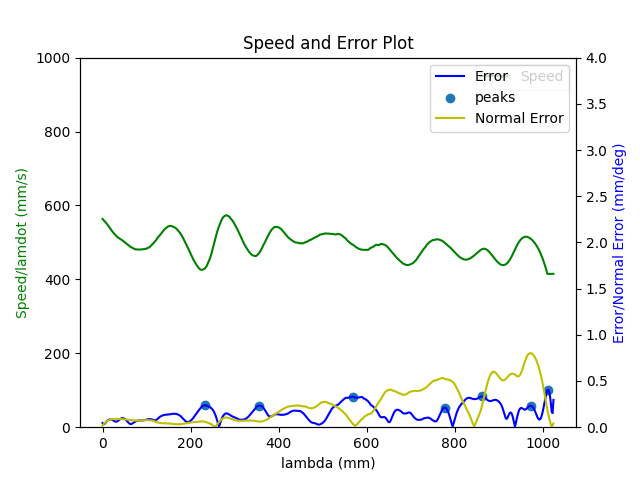 Speed and Error Plot
1000
800
600
400
200
0
Speed/lamdot (mm/s)
4.0
3.5
3.0
2.5
2.0
1.5
1.0
0.5
0.0
Error/Normal Error (mm/deg)
Error
Speed
peaks
Normal Error
0
200
400
600
800
1000
lambda (mm)